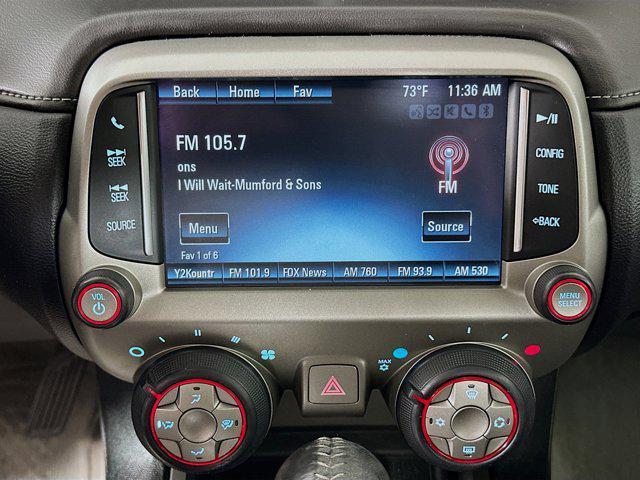 Back Home Fav 73°F 11:36 AM
FM 105.7
ons
I Will Wait-Mumford & Sons
FM
Menu Source
Fav 1 of 6
Y2Kountr FM 101.9 FOX News AM 760 FM 93.9 AM 530
SEEK
SEEK
SOURCE
CONFIG
TONE
BACK
VOL
MENU
SELECT
MAX